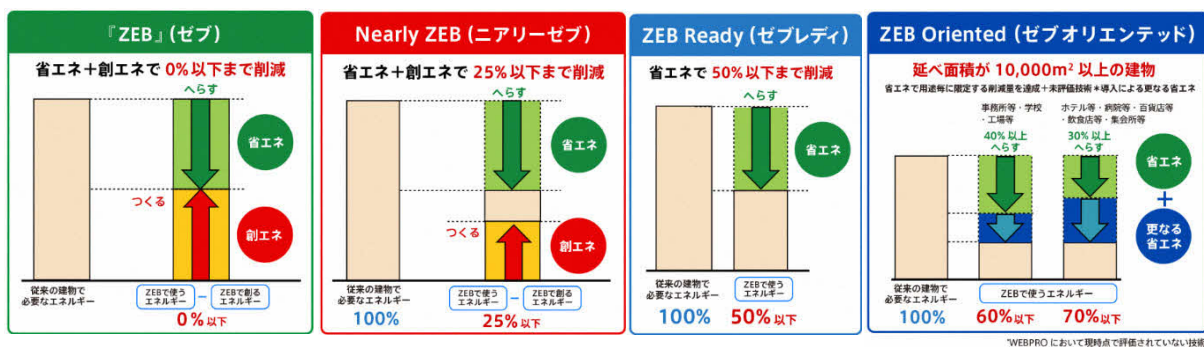 『ZEB』(ゼブ)
省エネ+創エネで 0%以下まで削減
へらす
省エネ
つくる
創エネ
従来の建物で
必要なエネルギー
ZEBで使う
エネルギー
－
ZEBで創る
エネルギー
0%以下
Nearly ZEB (ニアリーゼブ)
省エネ+創エネで 25%以下まで削減
へらす
省エネ
つくる
創エネ
従来の建物で
必要なエネルギー
100%
ZEBで使う
エネルギー
－
ZEBで創る
エネルギー
25%以下
ZEB Ready (ゼブレディ)
省エネで 50%以下まで削減
へらす
省エネ
従来の建物で
必要なエネルギー
100%
ZEBで使う
エネルギー
50%以下
ZEB Oriented (ゼブオリエンテッド)
延べ面積が 10,000m² 以上の建物
省エネで用途毎に限定する削減量を達成+未評価技術*導入による更なる省エネ
事務所等・学校
・工場等
40%以上
へらす
ホテル等・病院等・百貨店等
・飲食店等・集会所等
30%以上
へらす
省エネ
+
更なる
省エネ
従来の建物で
必要なエネルギー
100%
ZEBで使うエネルギー
60%以下
70%以下
*WEBPRO において現時点で評価されていない技術